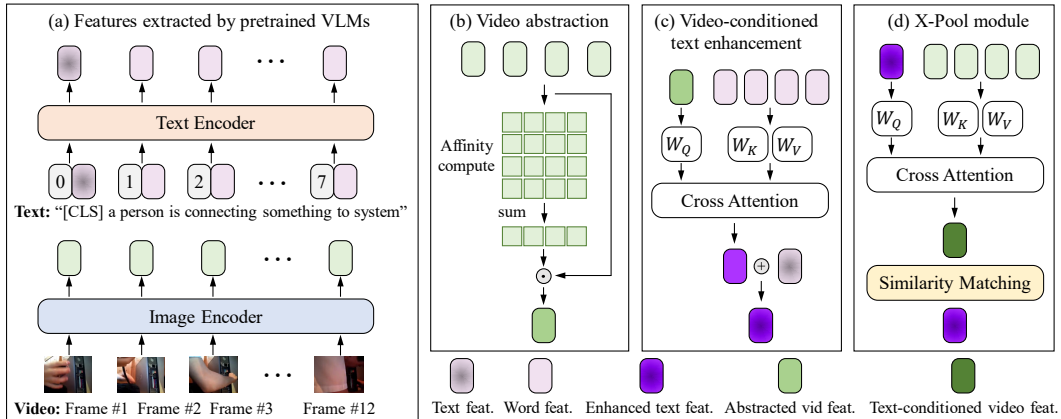 (a) Features extracted by pretrained VLMs
...
Text Encoder
0 1 2 ... 7
Text: “[CLS] a person is connecting something to system”
...
Image Encoder
...
Video: Frame #1 Frame #2 Frame #3 Frame #12
(b) Video abstraction
Affinity
compute
sum
(c) Video-conditioned
text enhancement
W_Q W_K W_V
Cross Attention
(d) X-Pool module
W_Q W_K W_V
Cross Attention
Similarity Matching
Text feat. Word feat. Enhanced text feat. Abstracted vid feat. Text-conditioned video feat.